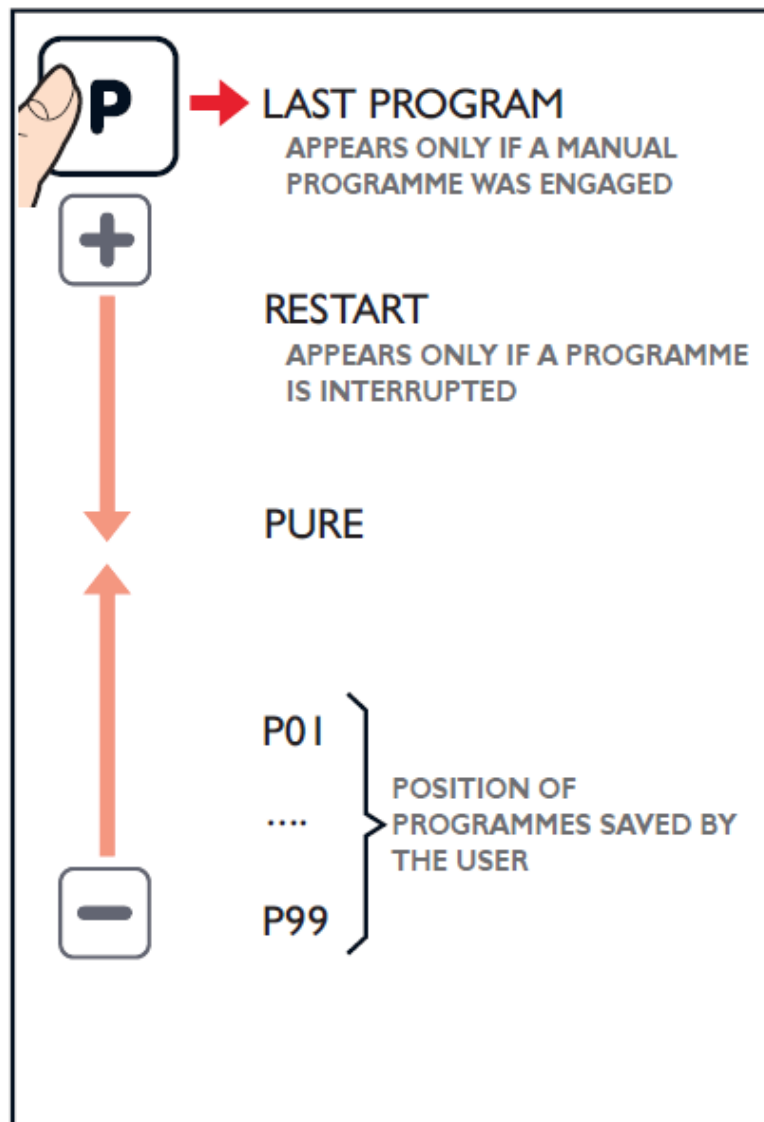 P
LAST PROGRAM
APPEARS ONLY IF A MANUAL
PROGRAMME WAS ENGAGED
RESTART
APPEARS ONLY IF A PROGRAMME
IS INTERRUPTED
PURE
P01
....
P99
POSITION OF
PROGRAMMES SAVED BY
THE USER